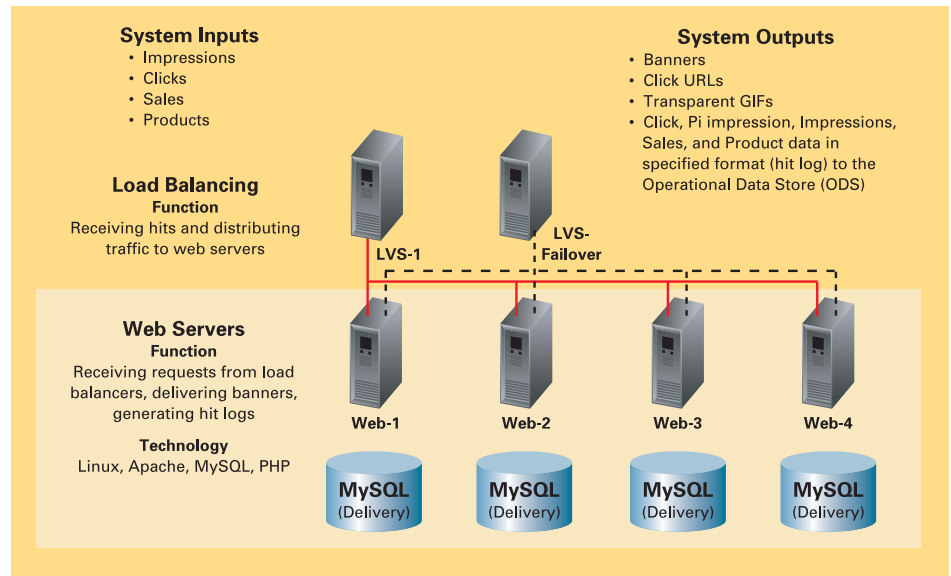 System Inputs
• Impressions
• Clicks
• Sales
• Products
System Outputs
• Banners
• Click URLs
• Transparent GIFs
• Click, Pi impression, Impressions,
Sales, and Product data in
specified format (hit log) to the
Operational Data Store (ODS)
Load Balancing
Function
Receiving hits and distributing
traffic to web servers
LVS-1
LVS-
Failover
Web Servers
Function
Receiving requests from load
balancers, delivering banners,
generating hit logs
Technology
Linux, Apache, MySQL, PHP
Web-1
Web-2
Web-3
Web-4
MySQL
(Delivery)
MySQL
(Delivery)
MySQL
(Delivery)
MySQL
(Delivery)